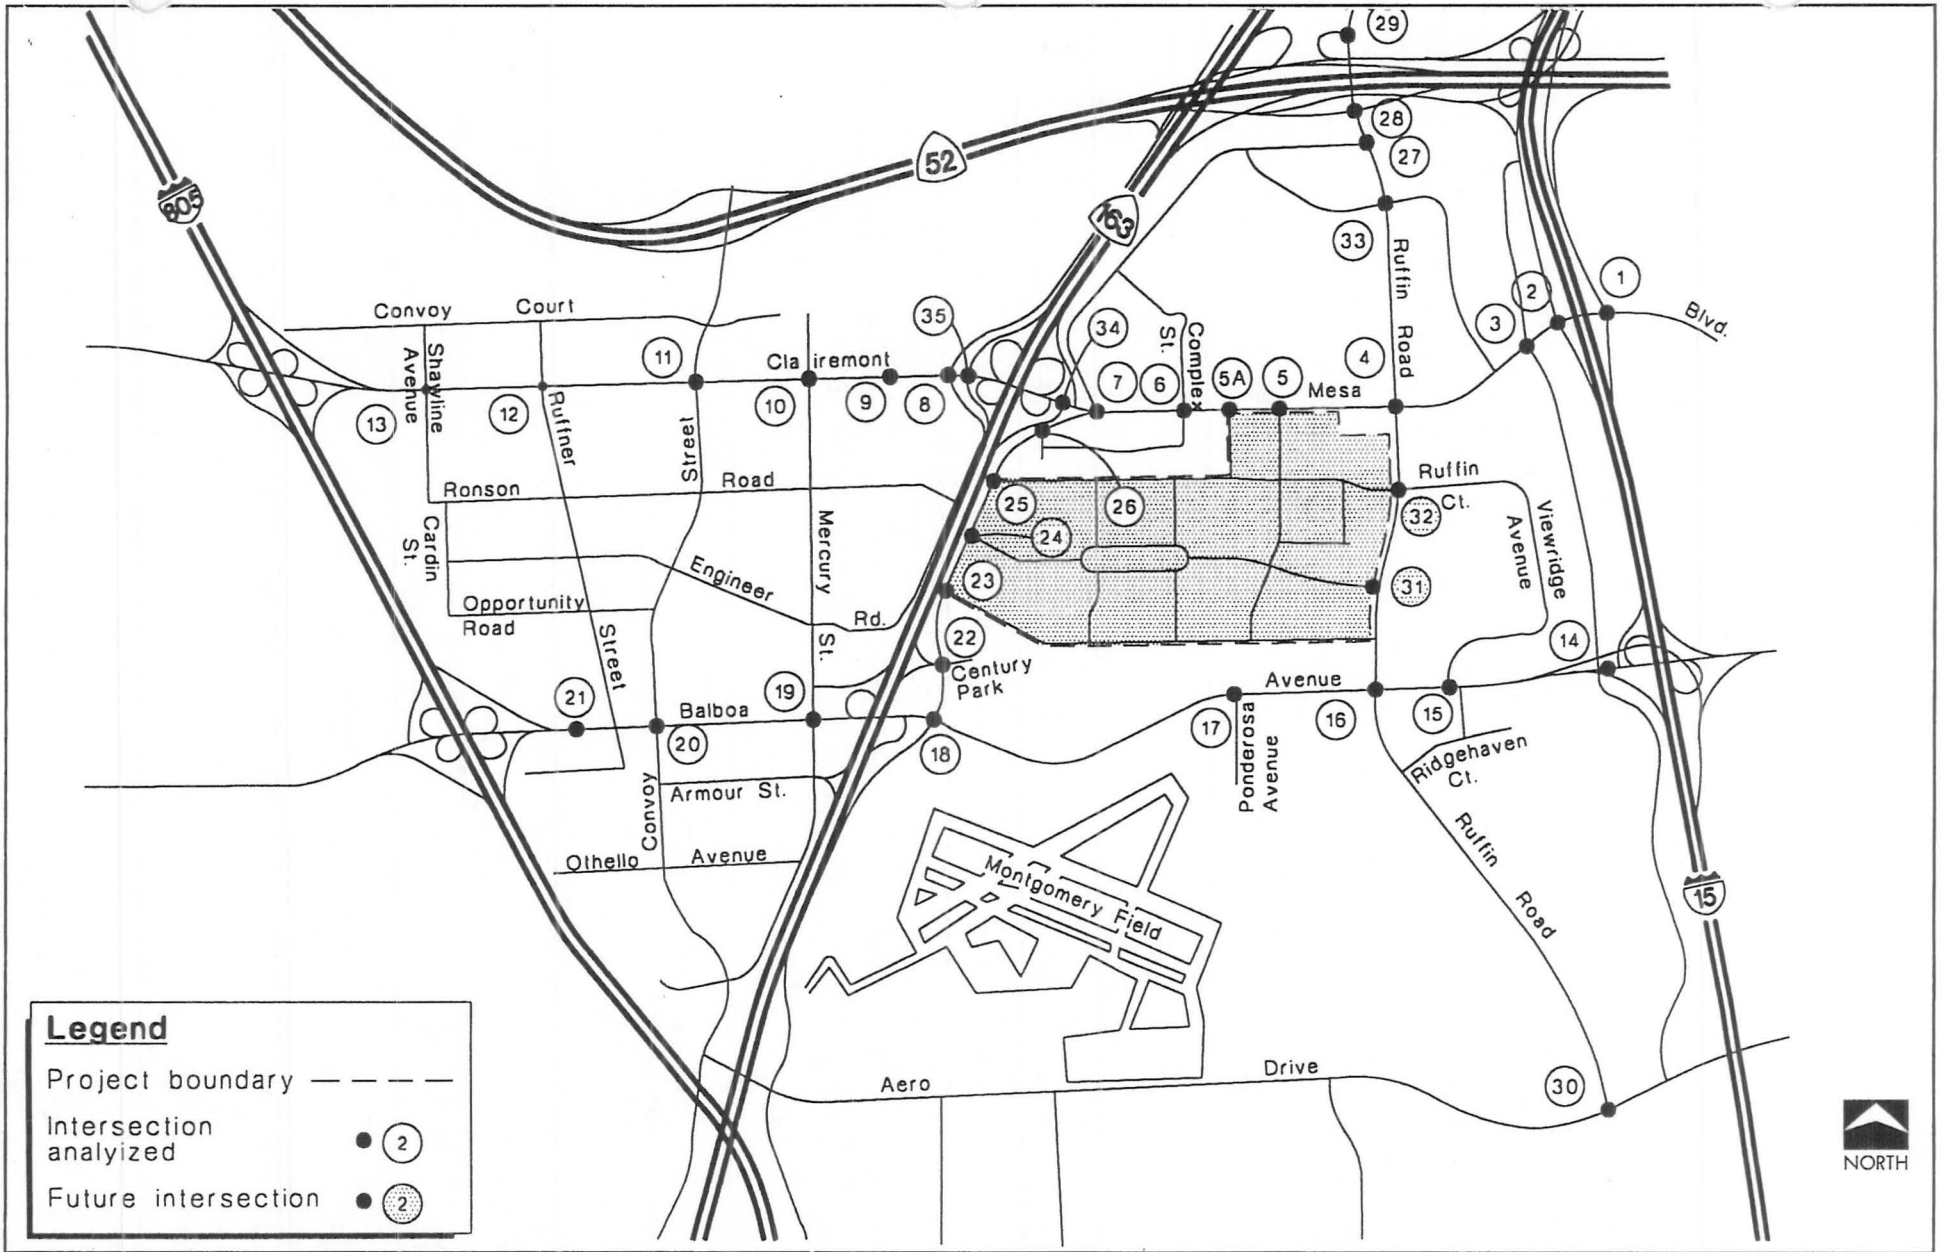 29
52
28
27
805
163
33
Ruffin
Road
1
2
3
Blvd.
Convoy
Court
35
34
Shawline
Avenue
11
Clairemont
Complex
St.
4
13
12
Ruffner
Street
10
9
8
7
6
5A
5
Mesa
Street
Ronson
Road
25
26
Ruffin
Ct.
32
Cardin
St.
Mercury
St.
24
Viewridge
Avenue
Engineer
Rd.
23
31
Opportunity
Road
Street
22
Century
Park
14
21
19
Balboa
20
18
Avenue
17
16
15
Ponderosa
Avenue
Ridgehaven
Ct.
Convoy
Armour St.
Othello
Avenue
Ruffin
Road
Montgomery Field
15
Aero
Drive
30
Legend
Project boundary
Intersection
analyized
2
Future intersection
2
NORTH